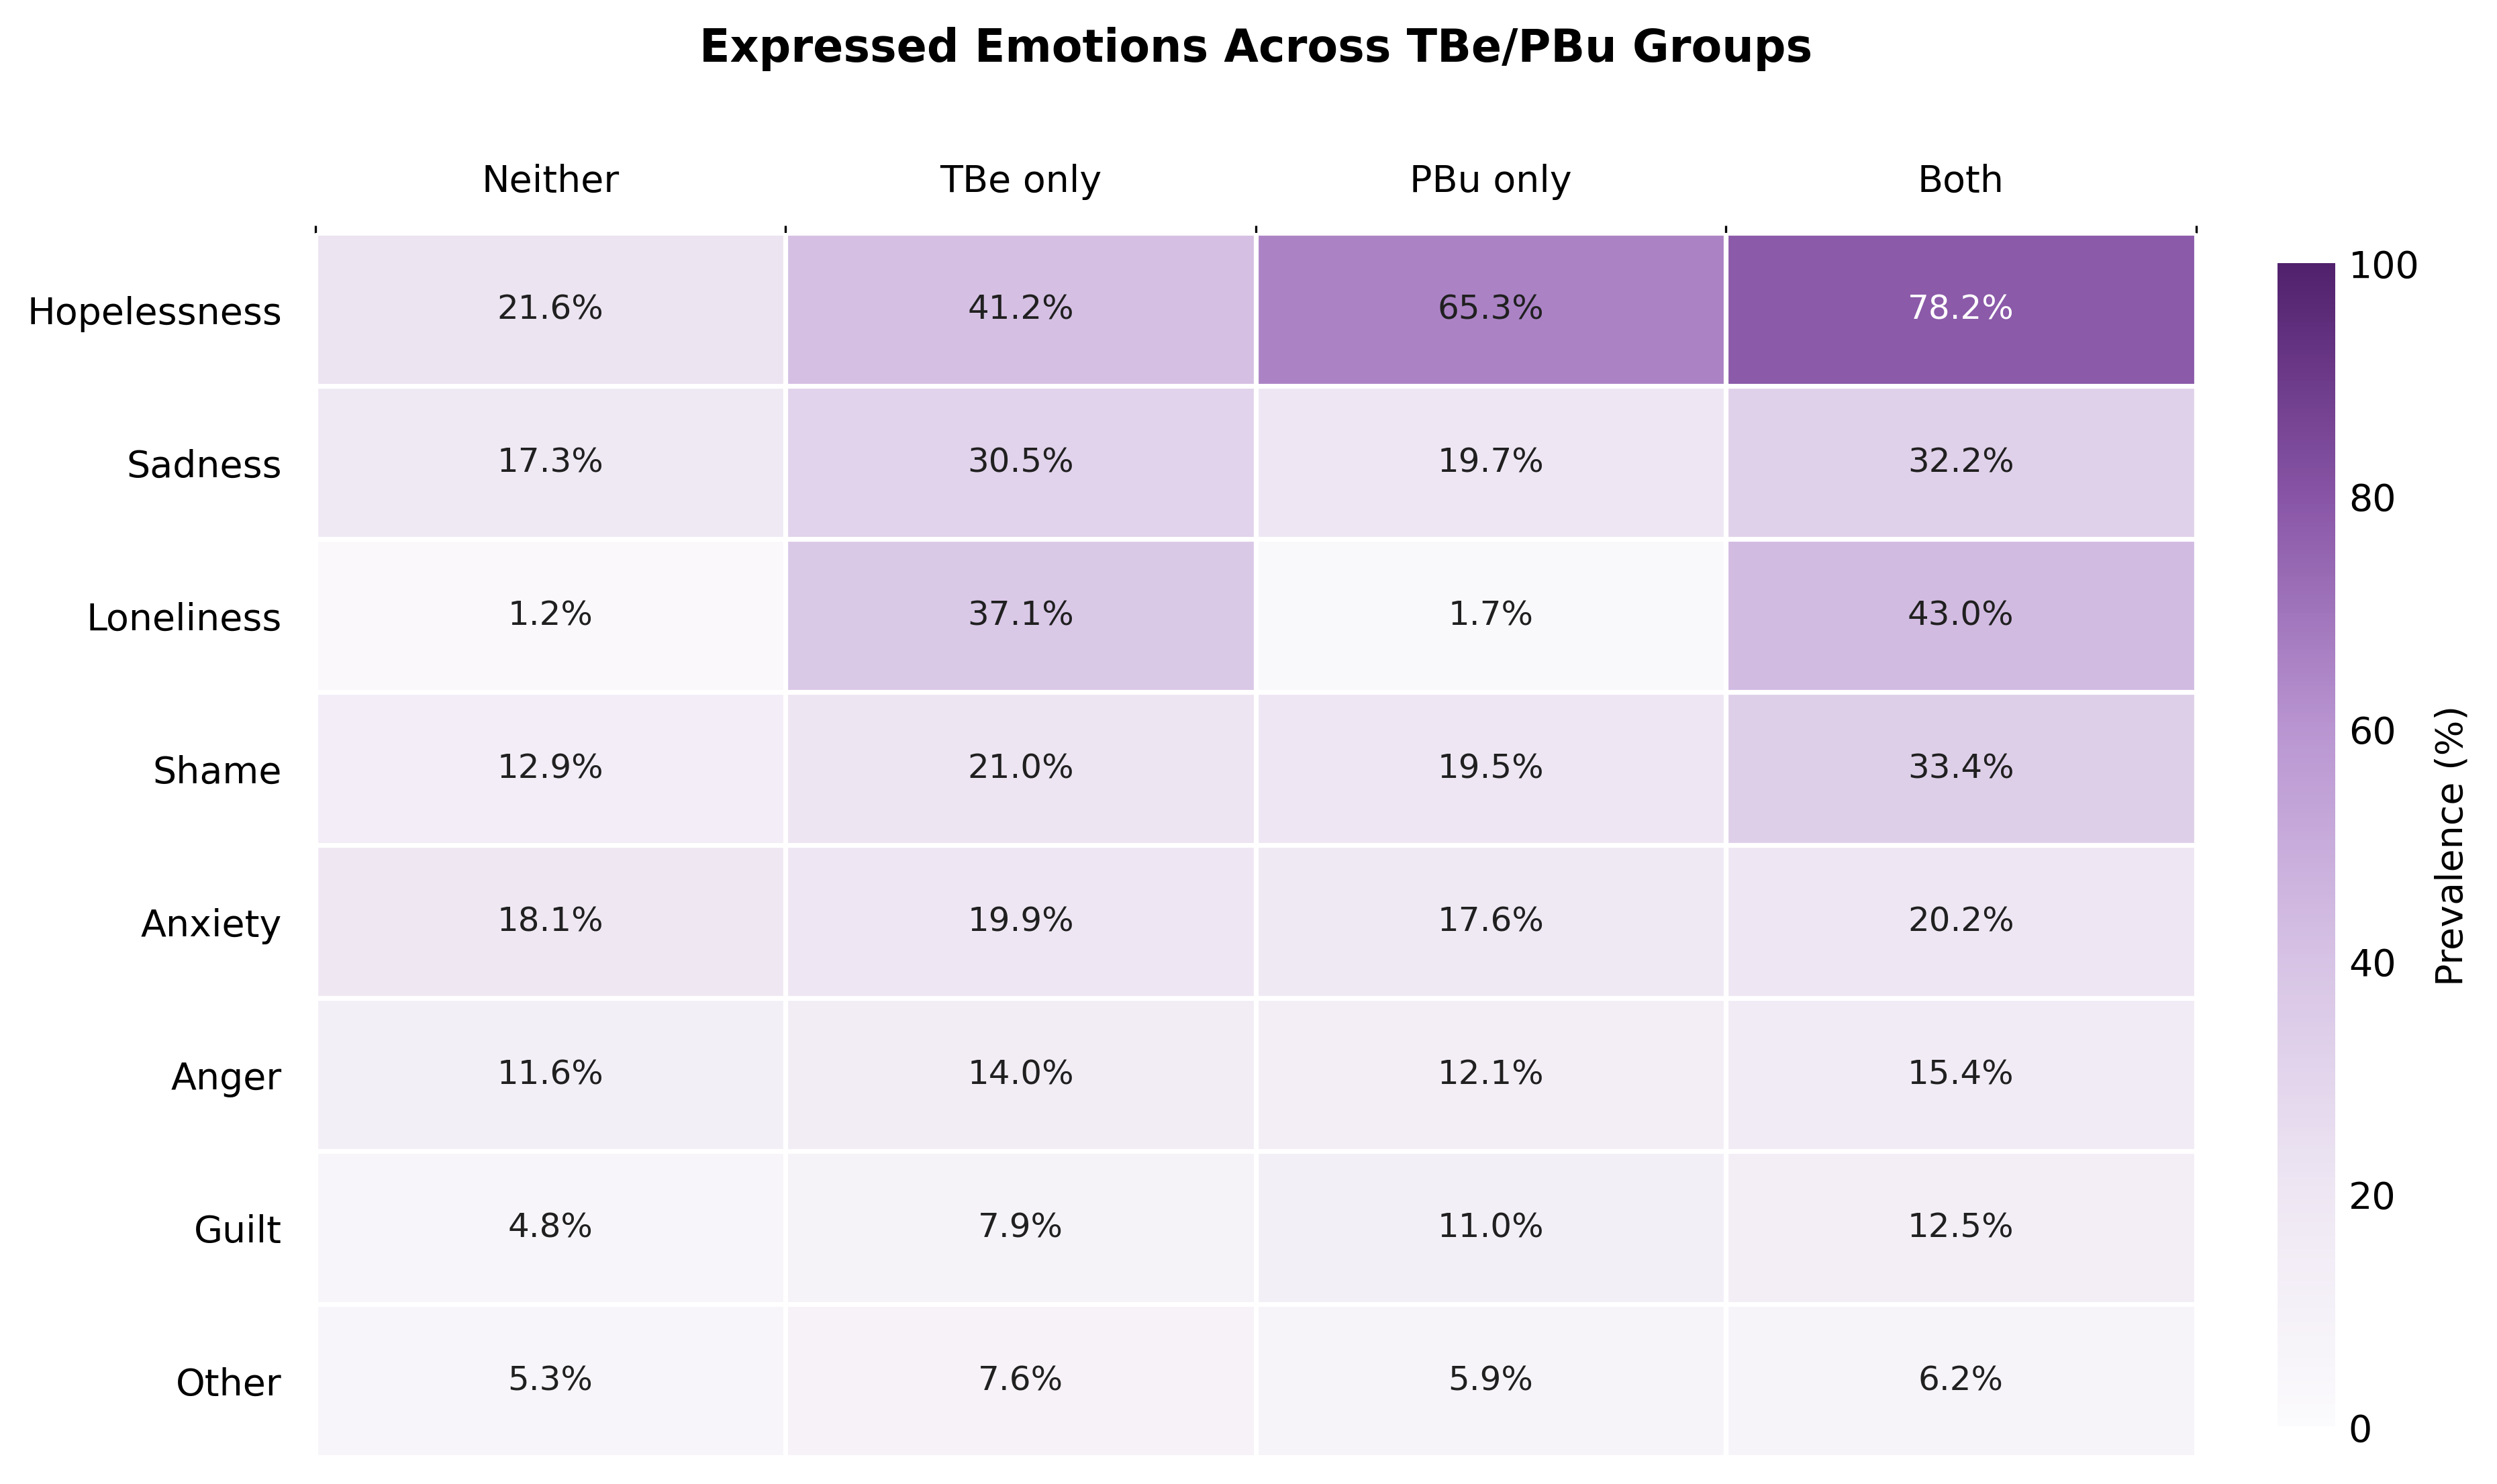 Expressed Emotions Across TBe/PBu Groups
Neither TBe only PBu only Both
Hopelessness 21.6% 41.2% 65.3% 78.2%
Sadness 17.3% 30.5% 19.7% 32.2%
Loneliness 1.2% 37.1% 1.7% 43.0%
Shame 12.9% 21.0% 19.5% 33.4%
Anxiety 18.1% 19.9% 17.6% 20.2%
Anger 11.6% 14.0% 12.1% 15.4%
Guilt 4.8% 7.9% 11.0% 12.5%
Other 5.3% 7.6% 5.9% 6.2%
100
80
60
40
20
0
Prevalence (%)